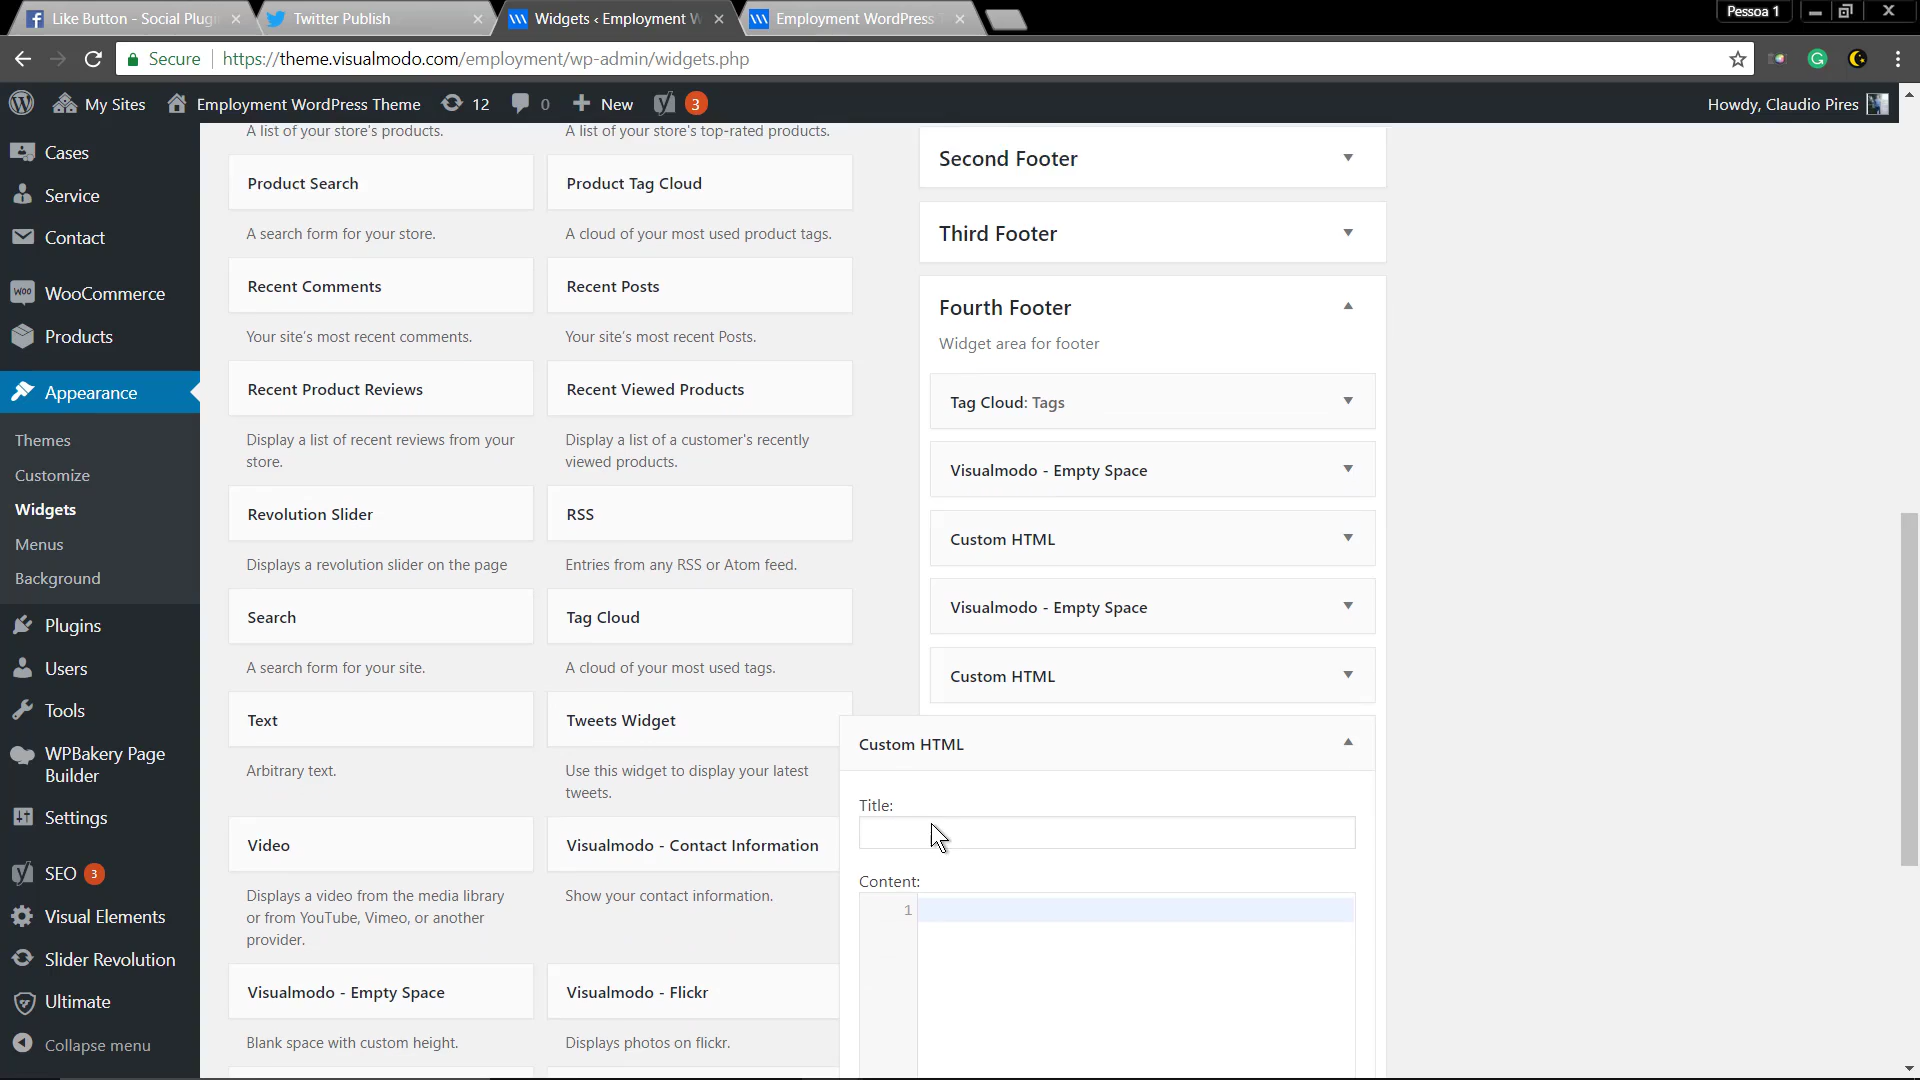 Like Button - Social Plugin
Twitter Publish
Widgets ‹ Employment W
Employment WordPress T
Pessoa 1
Secure
https://theme.visualmodo.com/employment/wp-admin/widgets.php
My Sites
Employment WordPress Theme
12
0
New
3
Howdy, Claudio Pires
Cases
Service
Contact
WooCommerce
Products
Appearance
Themes
Customize
Widgets
Menus
Background
Plugins
Users
Tools
WPBakery Page
Builder
Settings
SEO 3
Visual Elements
Slider Revolution
Ultimate
Collapse menu
A list of your store's products.
A list of your store's top-rated products.
Product Search
Product Tag Cloud
A search form for your store.
A cloud of your most used product tags.
Recent Comments
Recent Posts
Your site's most recent comments.
Your site's most recent Posts.
Recent Product Reviews
Recent Viewed Products
Display a list of recent reviews from your
store.
Display a list of a customer's recently
viewed products.
Revolution Slider
RSS
Displays a revolution slider on the page
Entries from any RSS or Atom feed.
Search
Tag Cloud
A search form for your site.
A cloud of your most used tags.
Text
Tweets Widget
Arbitrary text.
Use this widget to display your latest
tweets.
Video
Visualmodo - Contact Information
Displays a video from the media library
or from YouTube, Vimeo, or another
provider.
Show your contact information.
Visualmodo - Empty Space
Visualmodo - Flickr
Blank space with custom height.
Displays photos on flickr.
Second Footer
Third Footer
Fourth Footer
Widget area for footer
Tag Cloud: Tags
Visualmodo - Empty Space
Custom HTML
Visualmodo - Empty Space
Custom HTML
Custom HTML
Title:
Content:
1